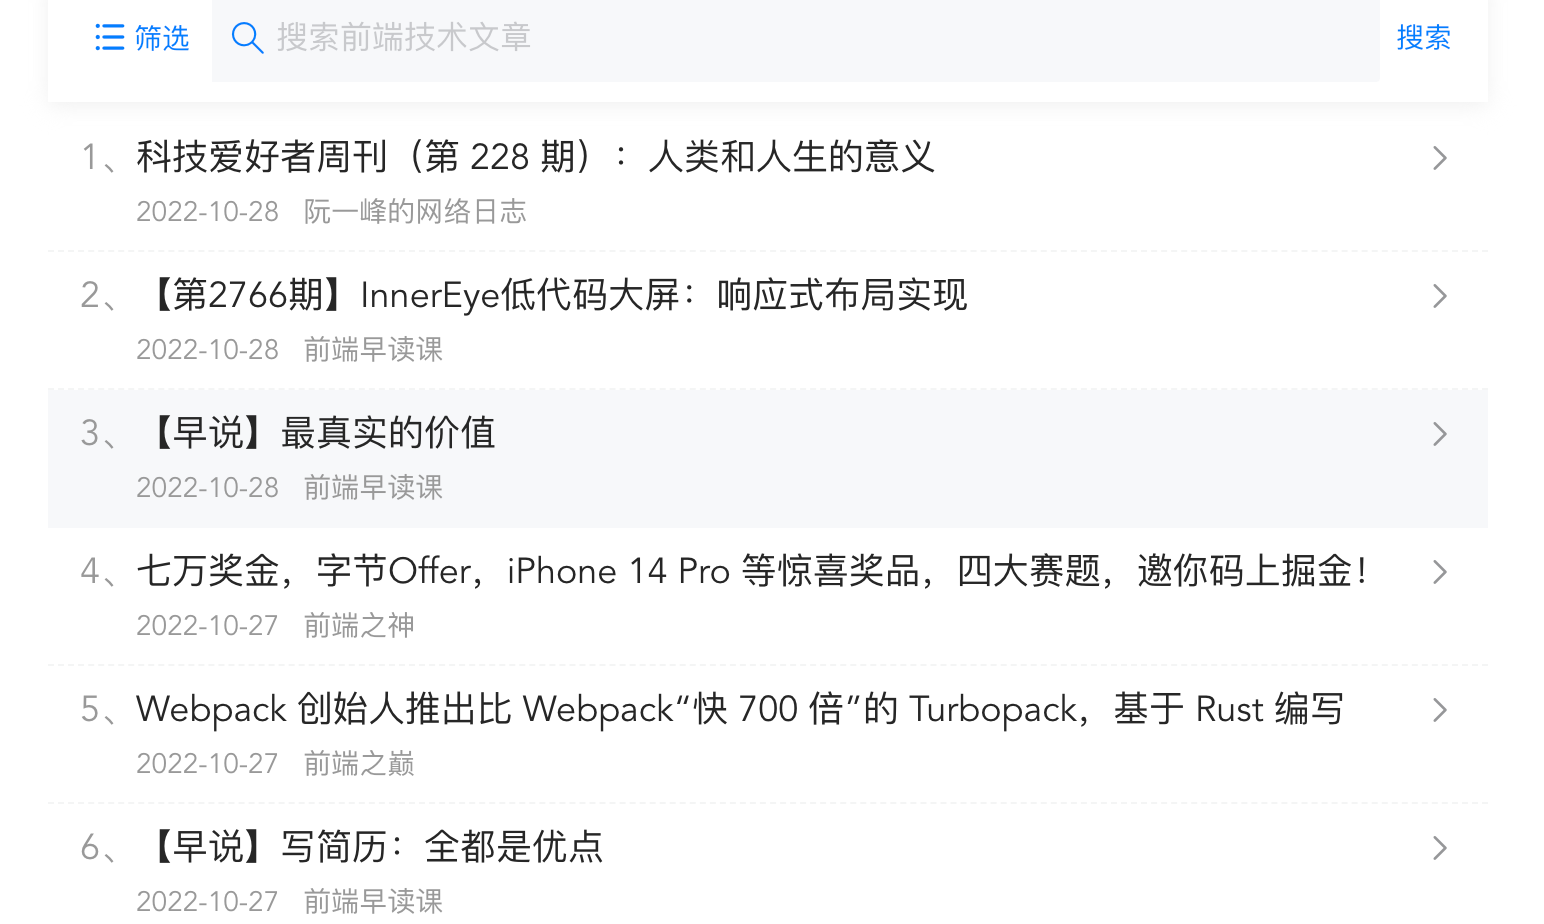 筛选 搜索前端技术文章 搜索
1、科技爱好者周刊（第 228 期）：人类和人生的意义
2022-10-28 阮一峰的网络日志
2、【第2766期】InnerEye低代码大屏：响应式布局实现
2022-10-28 前端早读课
3、【早说】最真实的价值
2022-10-28 前端早读课
4、七万奖金，字节Offer，iPhone 14 Pro 等惊喜奖品，四大赛题，邀你码上掘金！
2022-10-27 前端之神
5、Webpack 创始人推出比 Webpack“快 700 倍”的 Turbopack，基于 Rust 编写
2022-10-27 前端之巅
6、【早说】写简历：全都是优点
2022-10-27 前端早读课